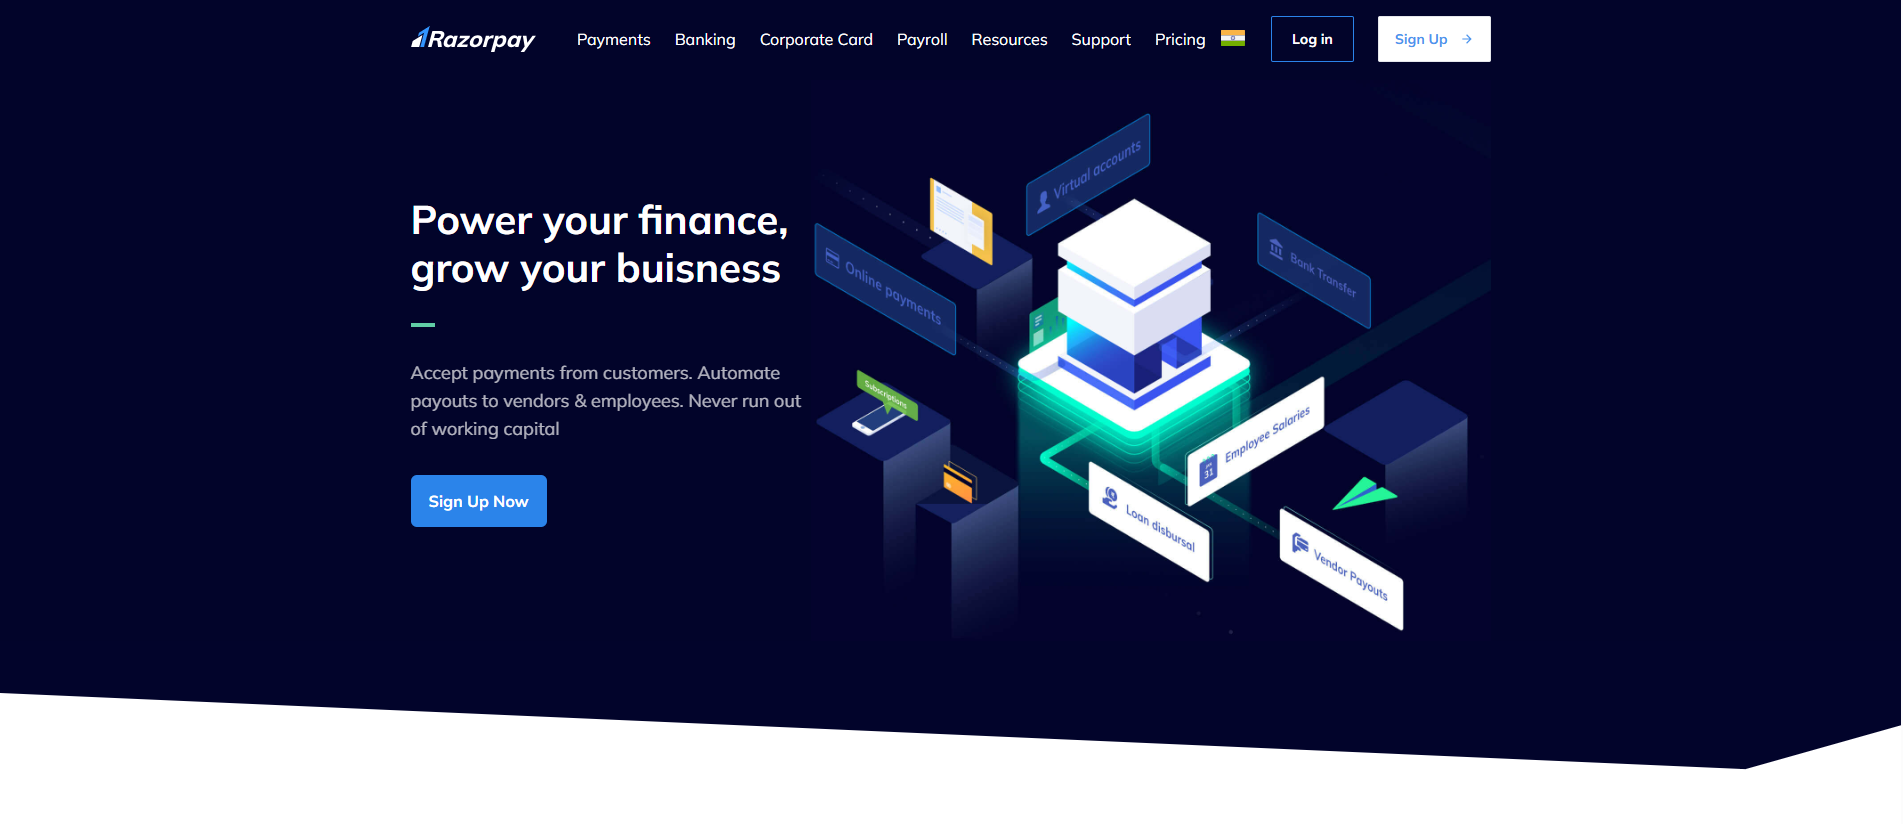 Razorpay
Payments
Banking
Corporate Card
Payroll
Resources
Support
Pricing
Log in
Sign Up
Power your finance,
grow your buisness
Accept payments from customers. Automate
payouts to vendors & employees. Never run out
of working capital
Sign Up Now
Virtual accounts
Bank Transfer
Online payments
Subscriptions
Employee Salaries
31
Loan disbursal
Vendor Payouts